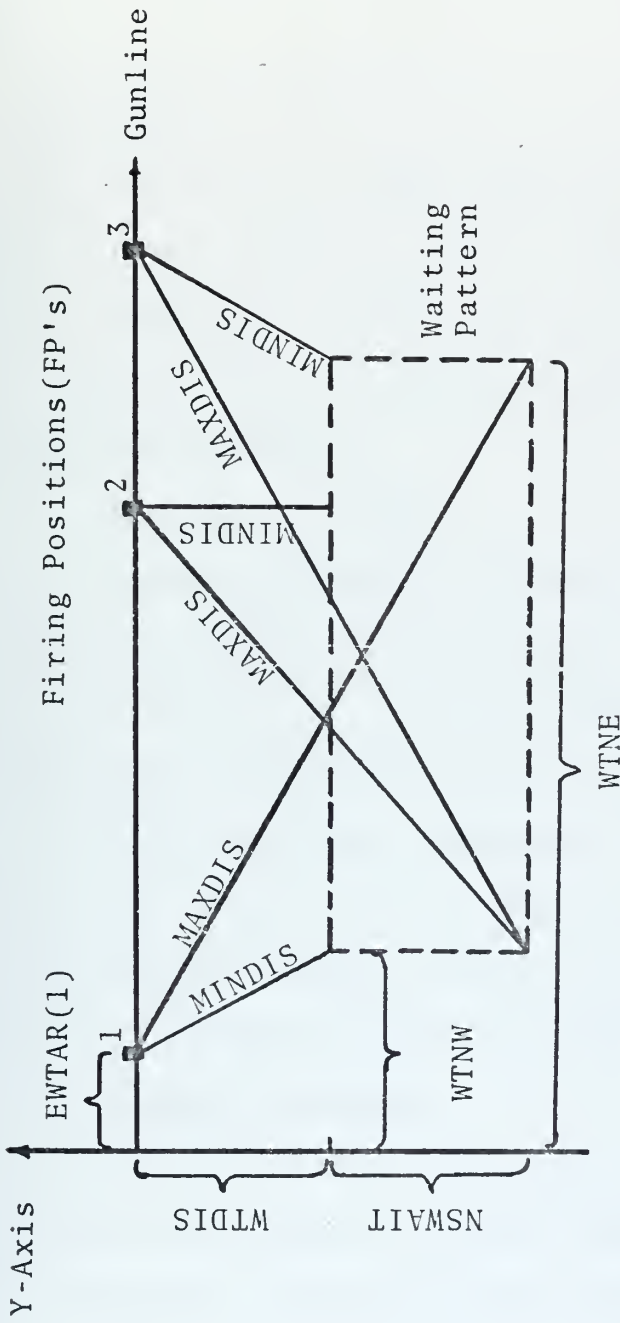 Y-Axis
Firing Positions(FP's)
EWTAR(1)
1
2
3
Gunline
WTDIS
MINDIS
MAXDIS
MAXDIS
MINDIS
MAXDIS
MINDIS
NSWAIT
WTNW
Waiting
Pattern
WTNE